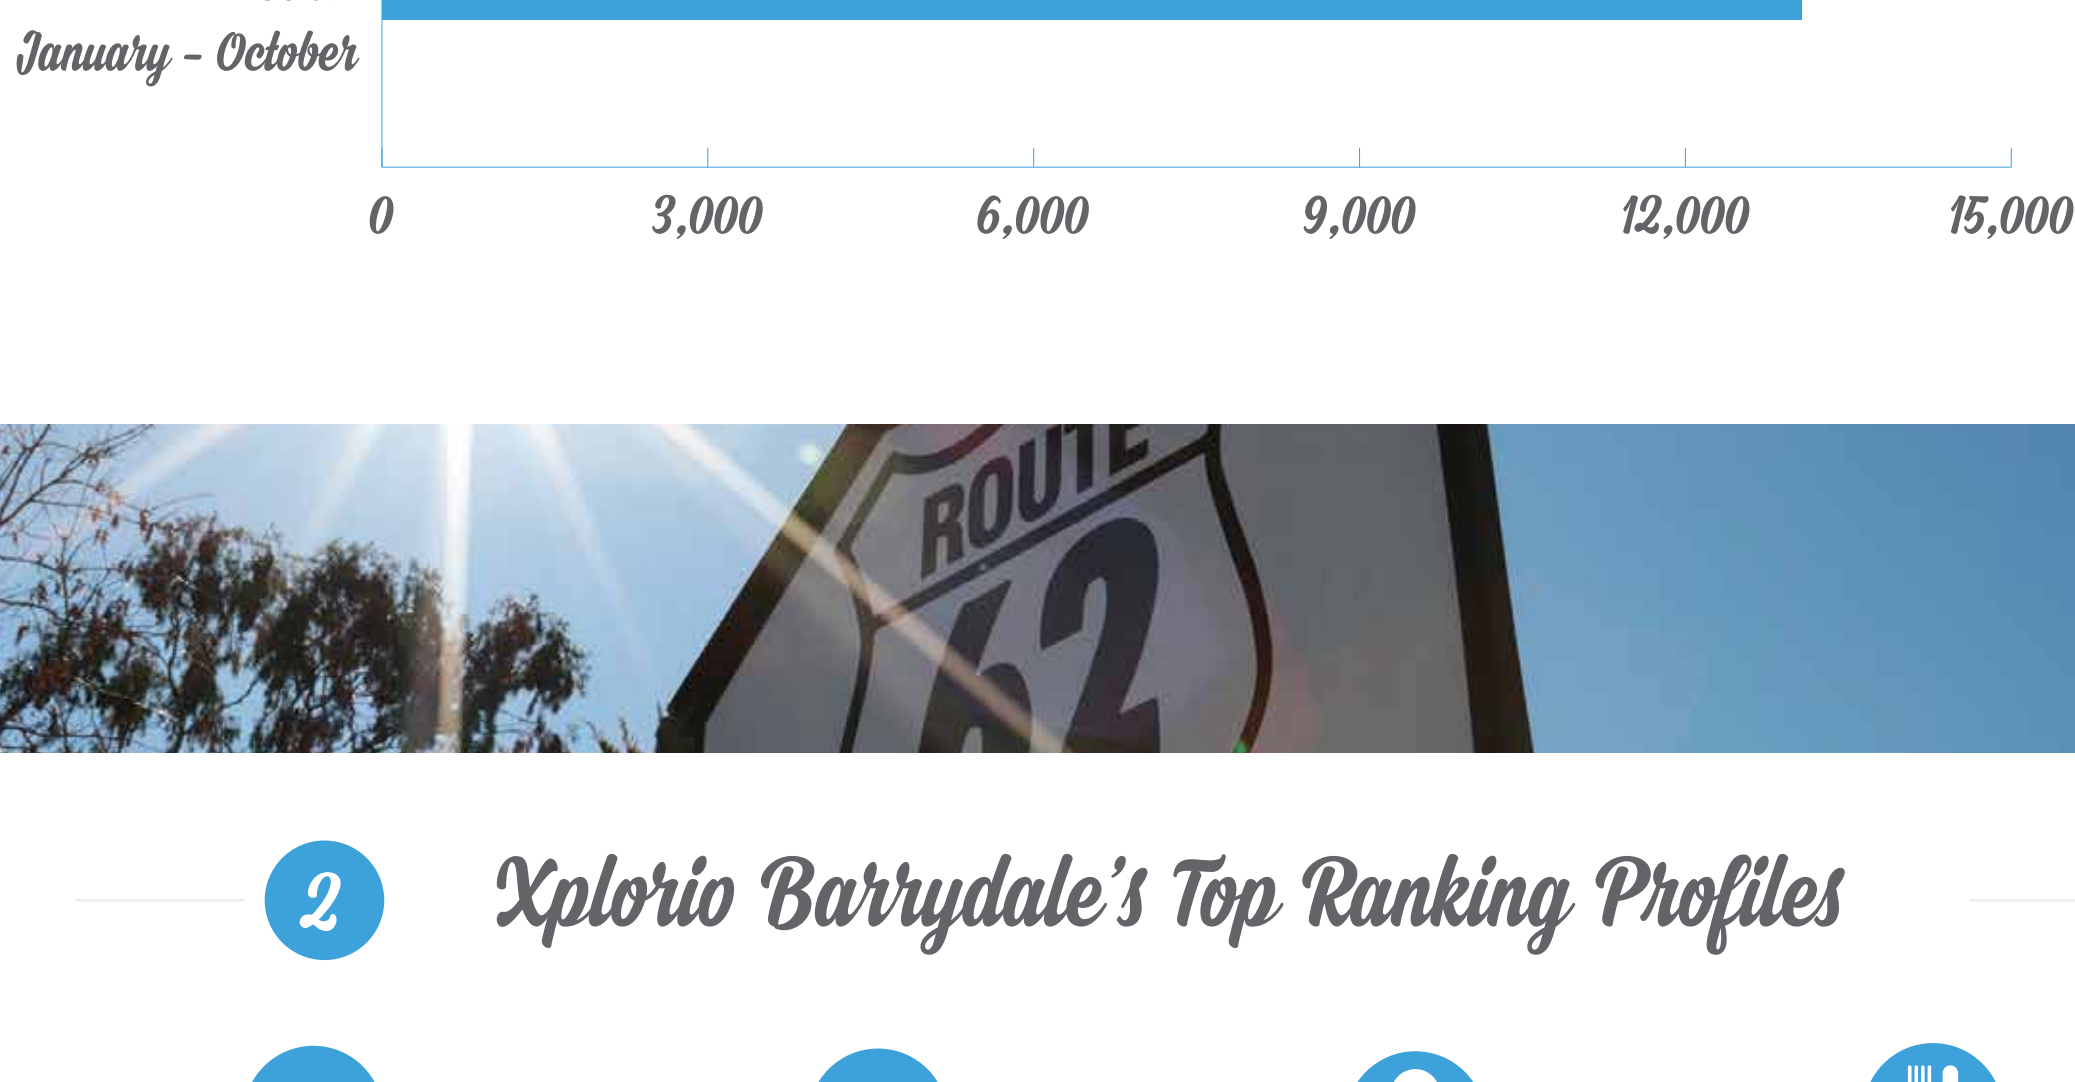 January – October
0 3,000 6,000 9,000 12,000 15,000
ROUTE
62
2 Xplorio Barrydale's Top Ranking Profiles